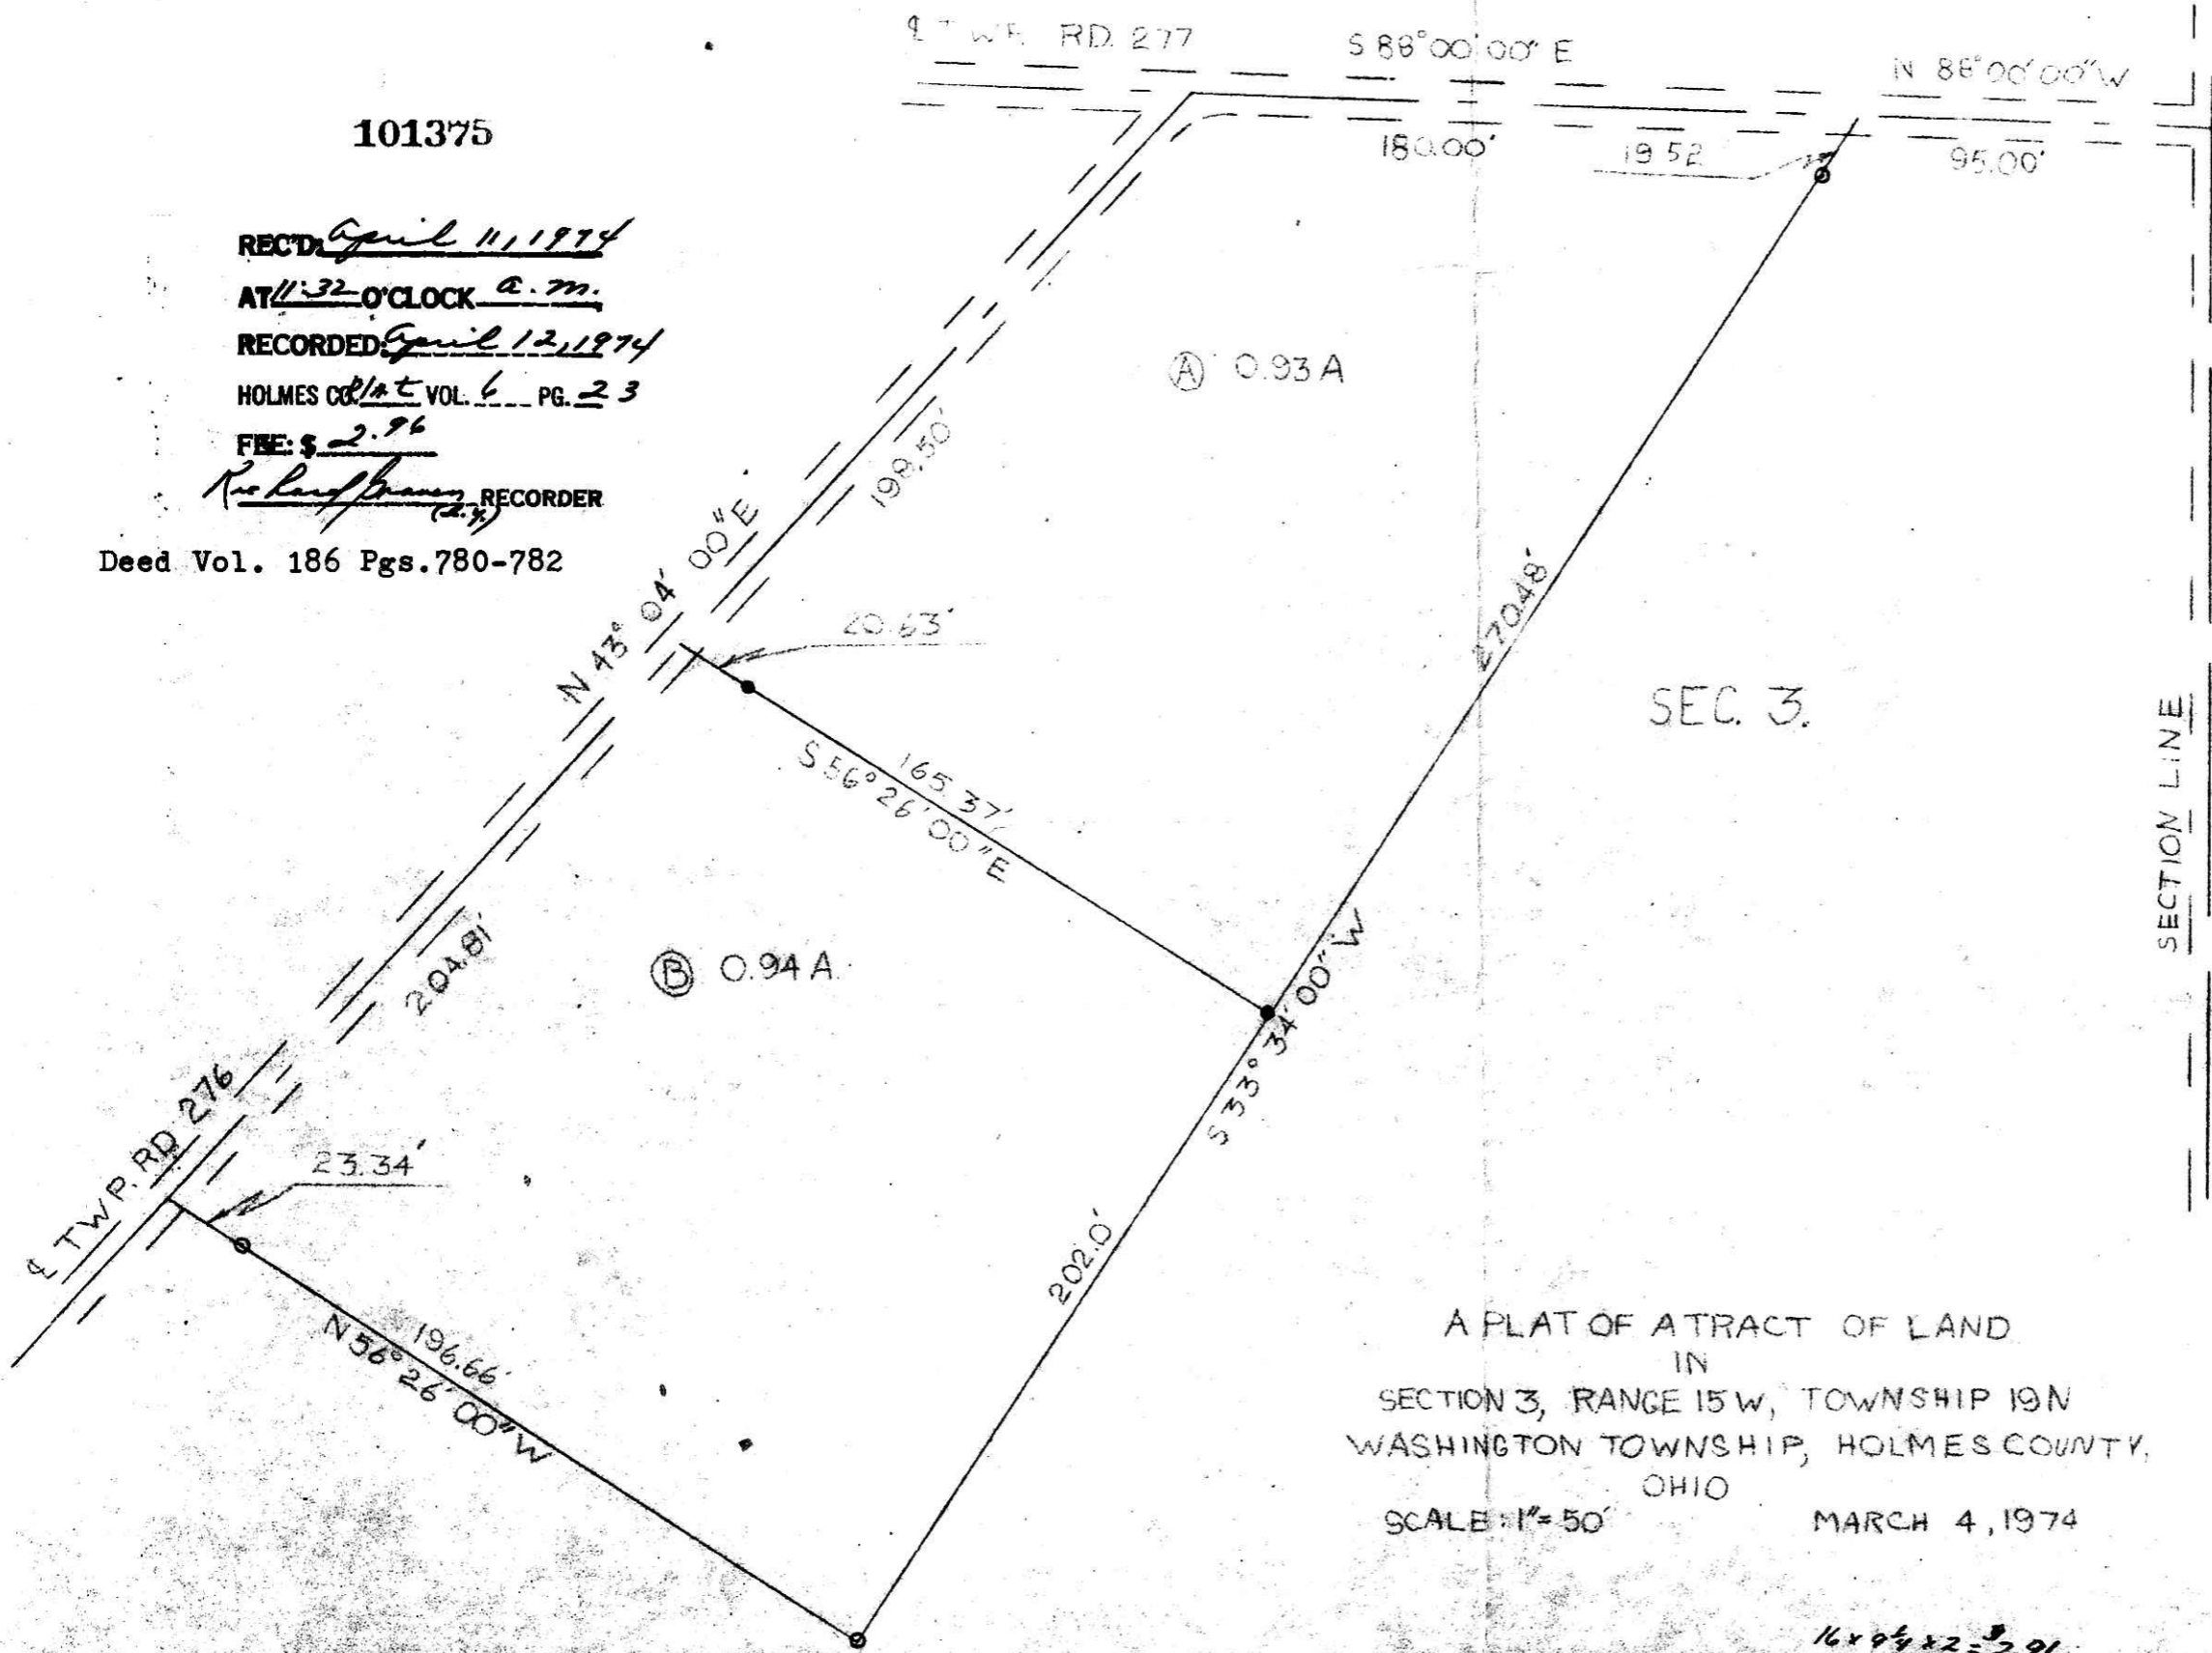 ℄ TWP. RD. 277
S 88° 00' 00" E
N 88° 00' 00" W
101375
180.00'
19.52
95.00'
REC'D: April 11, 1974
AT 11:32 O'CLOCK a.m.
RECORDED: April 12, 1974
HOLMES CO. Plat VOL. 6 PG. 23
FEE: $ 2.96
RECORDER
Deed Vol. 186 Pgs.780-782
Ⓐ 0.93 A
198.50'
N 43° 04' 00" E
20.63'
270.48'
SEC. 3.
SECTION LINE
165.37'
S 56° 26' 00" E
204.81'
Ⓑ 0.94 A.
S 33° 34' 00" W
℄ TWP. RD. 276
23.34'
202.0'
196.66'
N 56° 26' 00" W
A PLAT OF A TRACT OF LAND
IN
SECTION 3, RANGE 15 W, TOWNSHIP 19 N
WASHINGTON TOWNSHIP, HOLMES COUNTY,
OHIO
SCALE: 1" = 50'
MARCH 4, 1974